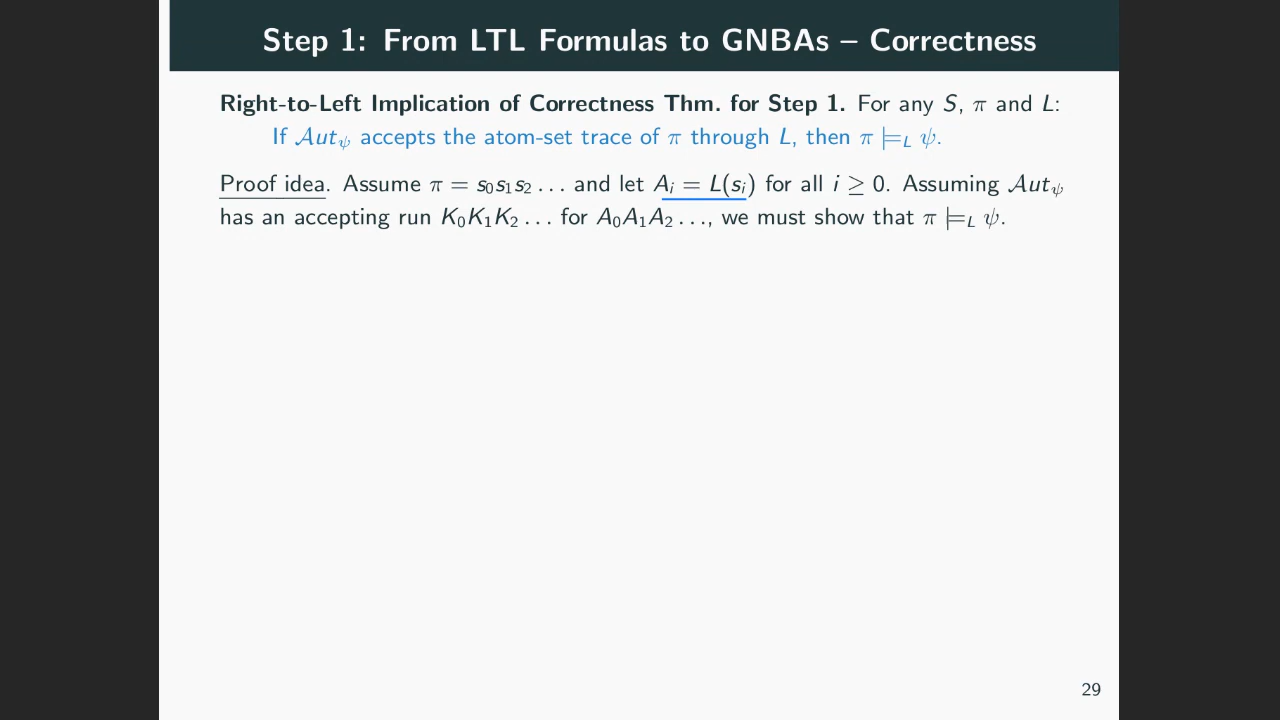 Step 1: From LTL Formulas to GNBAs – Correctness
Right-to-Left Implication of Correctness Thm. for Step 1. For any S, π and L:
If 𝒜ut_ψ accepts the atom-set trace of π through L, then π ⊨_L ψ.
Proof idea. Assume π = s₀s₁s₂ … and let A_i = L(s_i) for all i ≥ 0. Assuming 𝒜ut_ψ
has an accepting run K₀K₁K₂ … for A₀A₁A₂ …, we must show that π ⊨_L ψ.
29